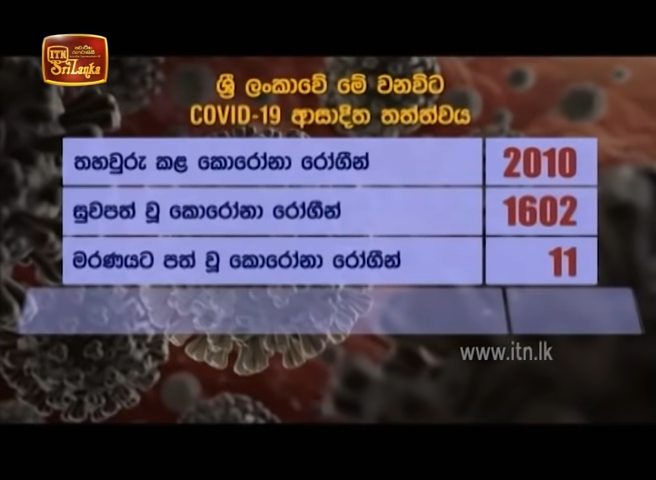 ITN
SriLanka
ශ්‍රී ලංකාවේ මේ වනවිට
COVID-19 ආසාදිත තත්ත්වය
තහවුරු කළ කොරෝනා රෝගීන් 2010
සුවපත් වූ කොරෝනා රෝගීන් 1602
මරණයට පත් වූ කොරෝනා රෝගීන් 11
www.itn.lk